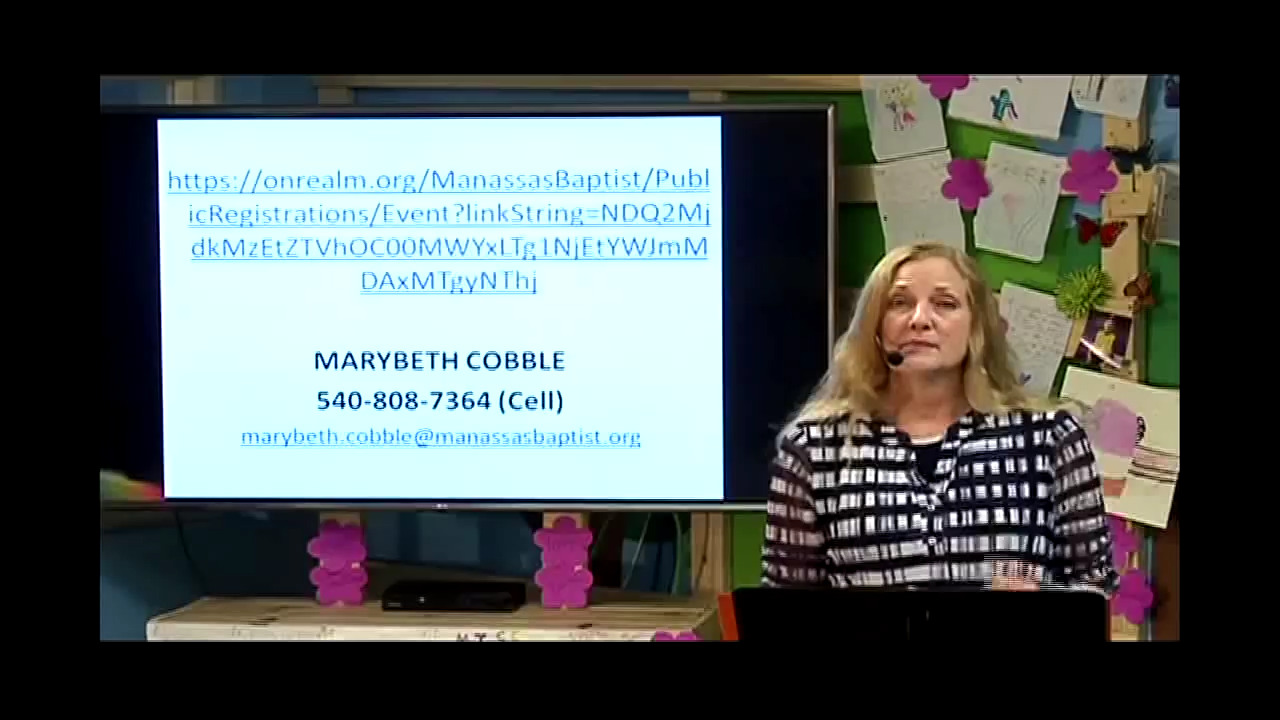 https://onrealm.org/ManassasBaptist/Publ
icRegistrations/Event?linkString=NDQ2Mj
dkMzEtZTVhOC00MWYxLTg1NjEtYWJmM
DAxMTgyNThj
MARYBETH COBBLE
540-808-7364 (Cell)
marybeth.cobble@manassasbaptist.org